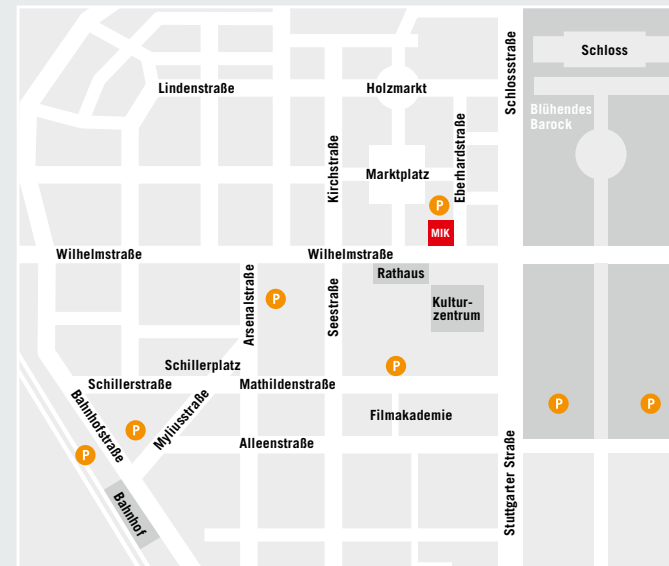 Schloss
Schlossstraße
Lindenstraße
Holzmarkt
Blühendes
Barock
Kirchstraße
Eberhardstraße
Marktplatz
P
MIK
Wilhelmstraße
Wilhelmstraße
Rathaus
Arsenalstraße
Seestraße
P
Kultur-
zentrum
Schillerplatz
P
Schillerstraße
Mathildenstraße
Bahnhofstraße
Myliusstraße
P
P
P
Filmakademie
P
Alleenstraße
Stuttgarter Straße
Bahnhof